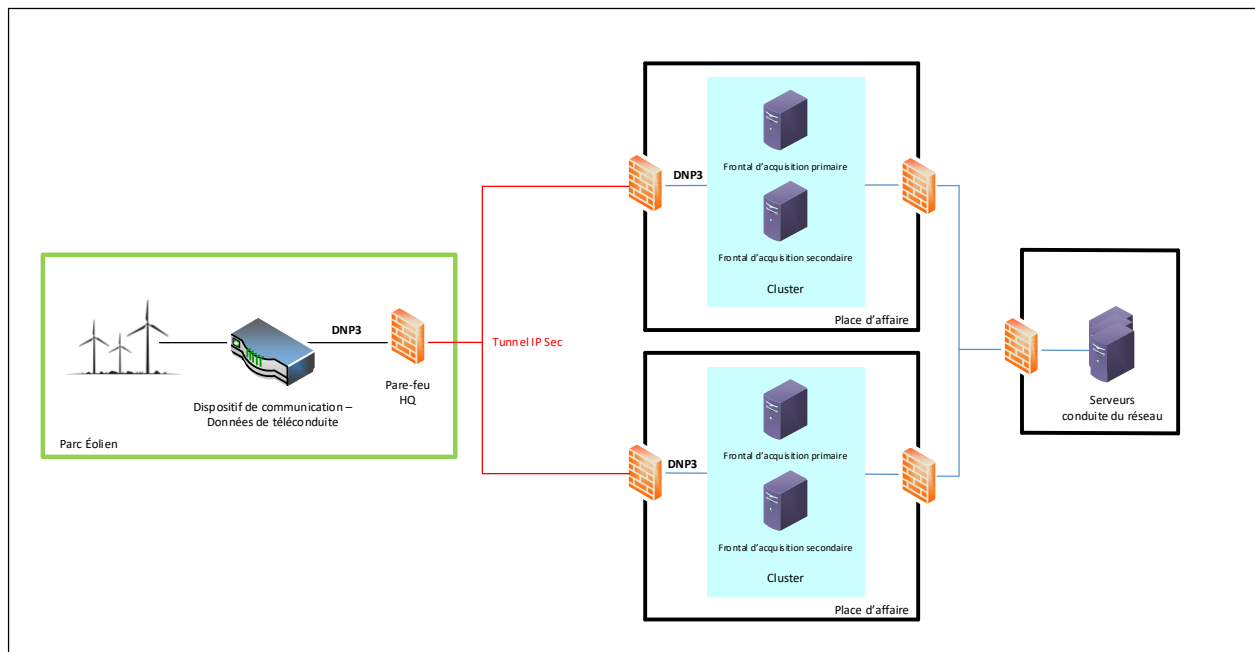 DNP3
Frontal d'acquisition primaire
Frontal d'acquisition secondaire
Cluster
Place d'affaire
DNP3
Tunnel IP Sec
Pare-feu
HQ
Dispositif de communication –
Données de téléconduite
Parc Éolien
Serveurs
conduite du réseau
DNP3
Frontal d'acquisition primaire
Frontal d'acquisition secondaire
Cluster
Place d'affaire